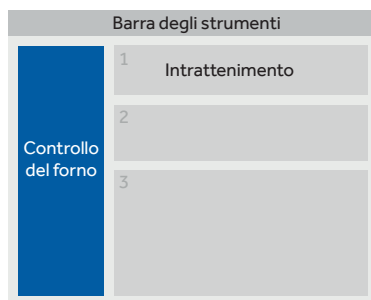 Barra degli strumenti
Controllo
del forno
1
Intrattenimento
2
3